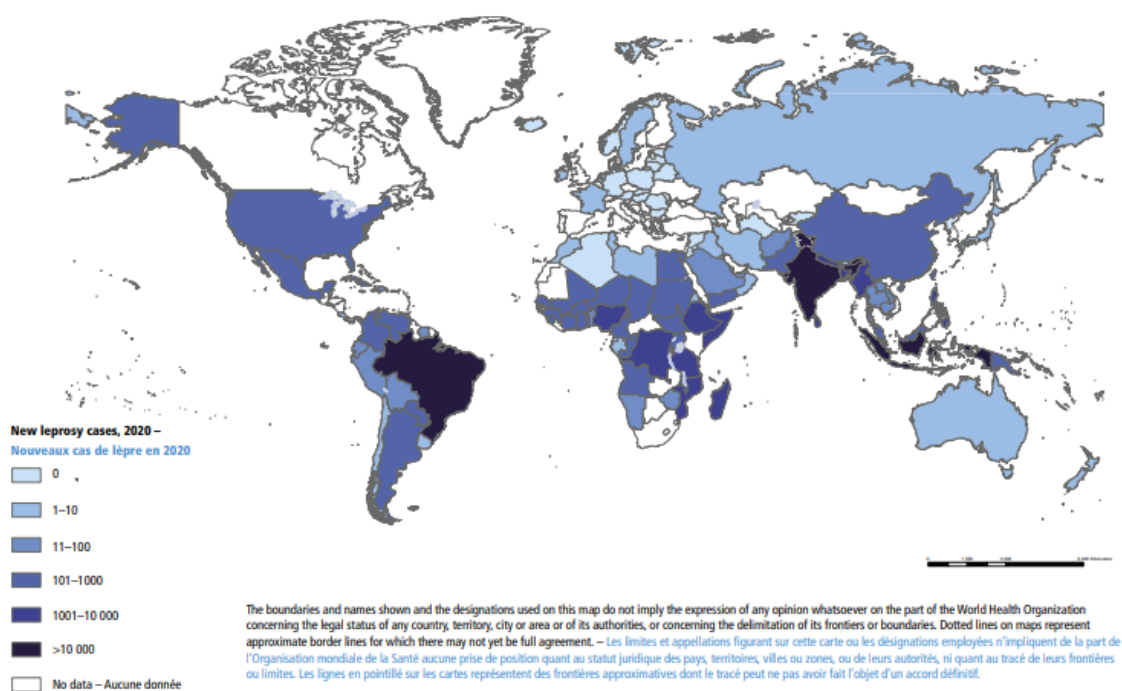 New leprosy cases, 2020 –
Nouveaux cas de lèpre en 2020
0
1–10
11–100
101–1000
1001–10 000
>10 000
No data – Aucune donnée
The boundaries and names shown and the designations used on this map do not imply the expression of any opinion whatsoever on the part of the World Health Organization
concerning the legal status of any country, territory, city or area or of its authorities, or concerning the delimitation of its frontiers or boundaries. Dotted lines on maps represent
approximate border lines for which there may not yet be full agreement. – Les limites et appellations figurant sur cette carte ou les désignations employées n'impliquent de la part de
l'Organisation mondiale de la Santé aucune prise de position quant au statut juridique des pays, territoires, villes ou zones, ou de leurs autorités, ni quant au tracé de leurs frontières
ou limites. Les lignes en pointillé sur les cartes représentent des frontières approximatives dont le tracé peut ne pas avoir fait l'objet d'un accord définitif.